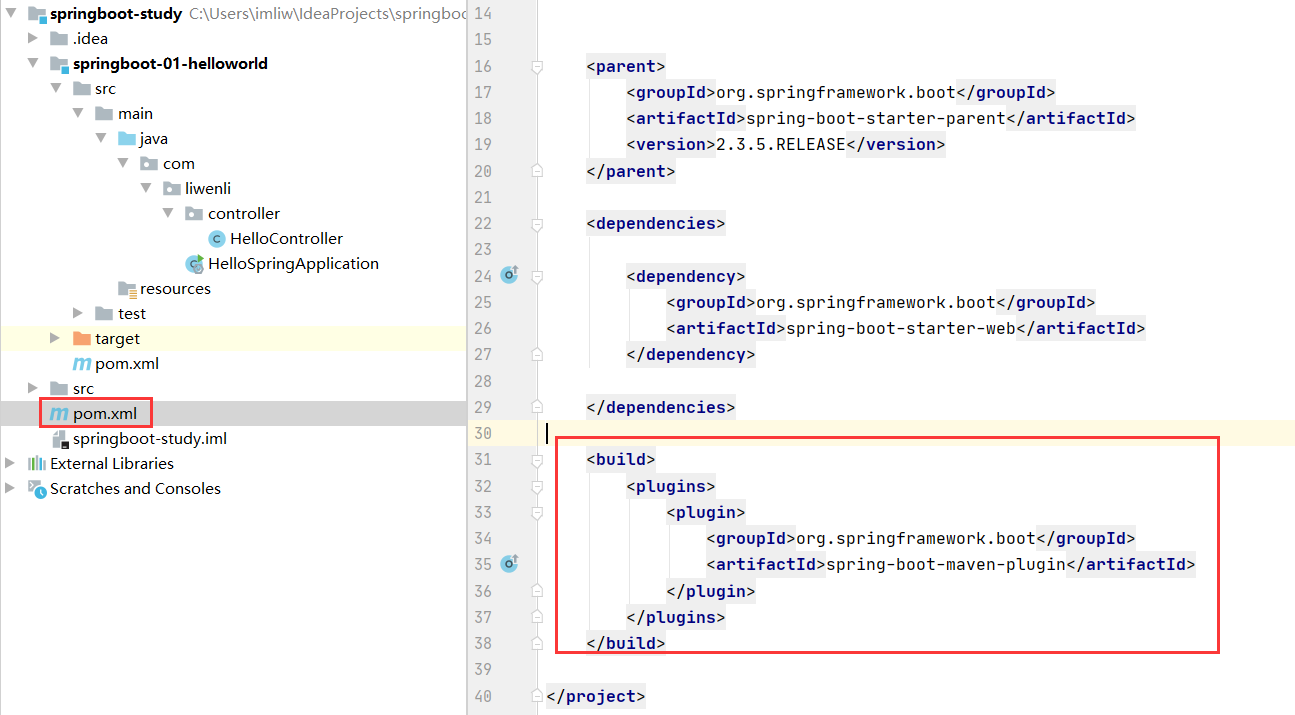 springboot-study C:\Users\imliw\IdeaProjects\springboo
.idea
springboot-01-helloworld
src
main
java
com
liwenli
controller
HelloController
HelloSpringApplication
resources
test
target
pom.xml
src
pom.xml
springboot-study.iml
External Libraries
Scratches and Consoles
14
15
16 <parent>
17 <groupId>org.springframework.boot</groupId>
18 <artifactId>spring-boot-starter-parent</artifactId>
19 <version>2.3.5.RELEASE</version>
20 </parent>
21
22 <dependencies>
23
24 <dependency>
25 <groupId>org.springframework.boot</groupId>
26 <artifactId>spring-boot-starter-web</artifactId>
27 </dependency>
28
29 </dependencies>
30
31 <build>
32 <plugins>
33 <plugin>
34 <groupId>org.springframework.boot</groupId>
35 <artifactId>spring-boot-maven-plugin</artifactId>
36 </plugin>
37 </plugins>
38 </build>
39
40 </project>